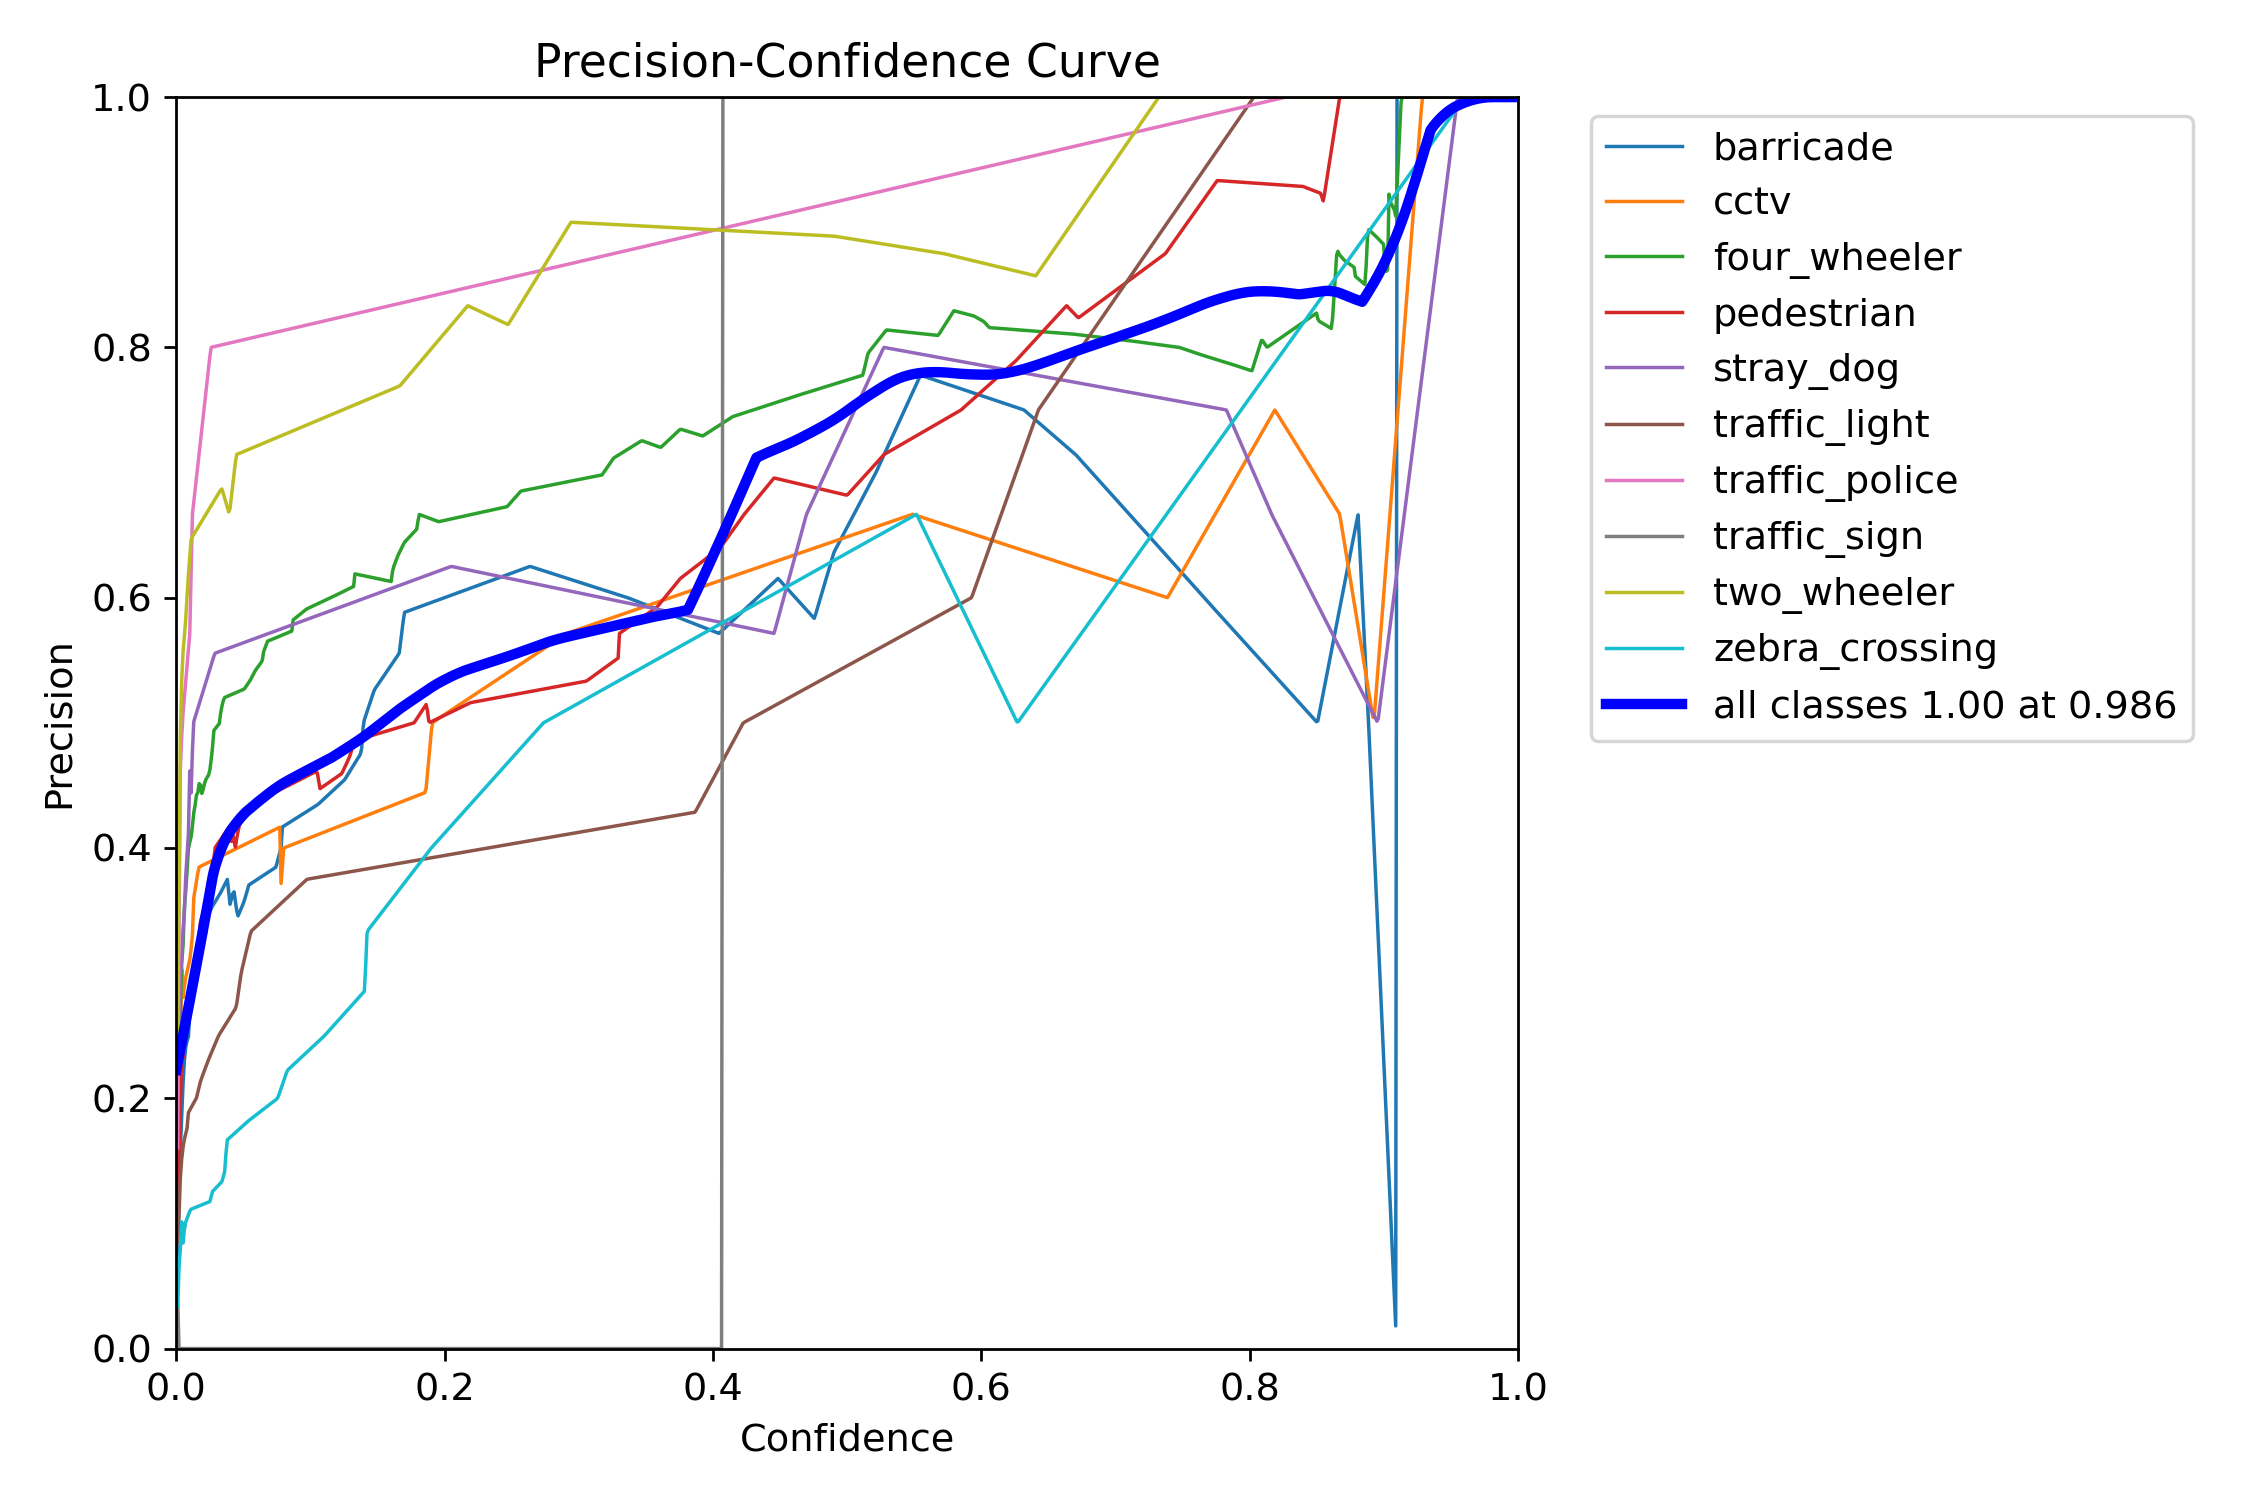 Precision-Confidence Curve
1.0
0.8
0.6
0.4
0.2
0.0
Precision
0.0 0.2 0.4 0.6 0.8 1.0
Confidence
barricade
cctv
four_wheeler
pedestrian
stray_dog
traffic_light
traffic_police
traffic_sign
two_wheeler
zebra_crossing
all classes 1.00 at 0.986